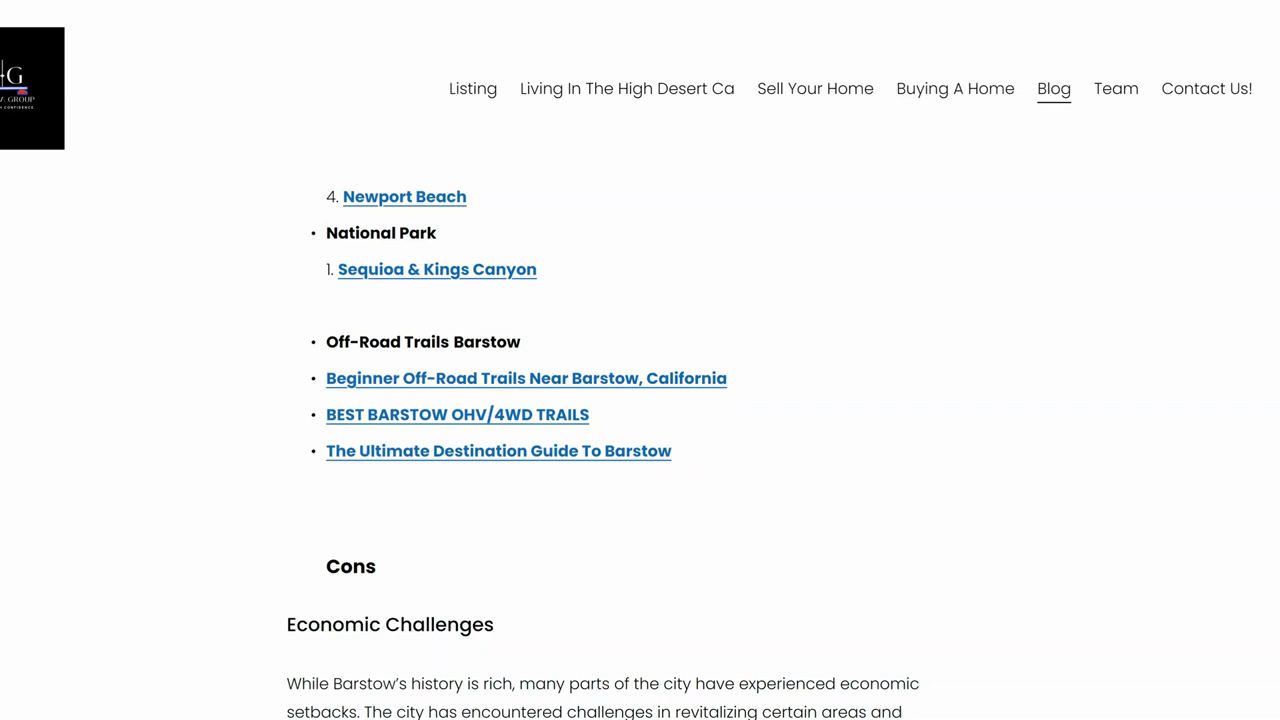 G
GROUP
CONFIDENCE
Listing Living In The High Desert Ca Sell Your Home Buying A Home Blog Team Contact Us!
4. Newport Beach
• National Park
1. Sequioa & Kings Canyon
• Off-Road Trails Barstow
• Beginner Off-Road Trails Near Barstow, California
• BEST BARSTOW OHV/4WD TRAILS
• The Ultimate Destination Guide To Barstow
Cons
Economic Challenges
While Barstow’s history is rich, many parts of the city have experienced economic
setbacks. The city has encountered challenges in revitalizing certain areas and